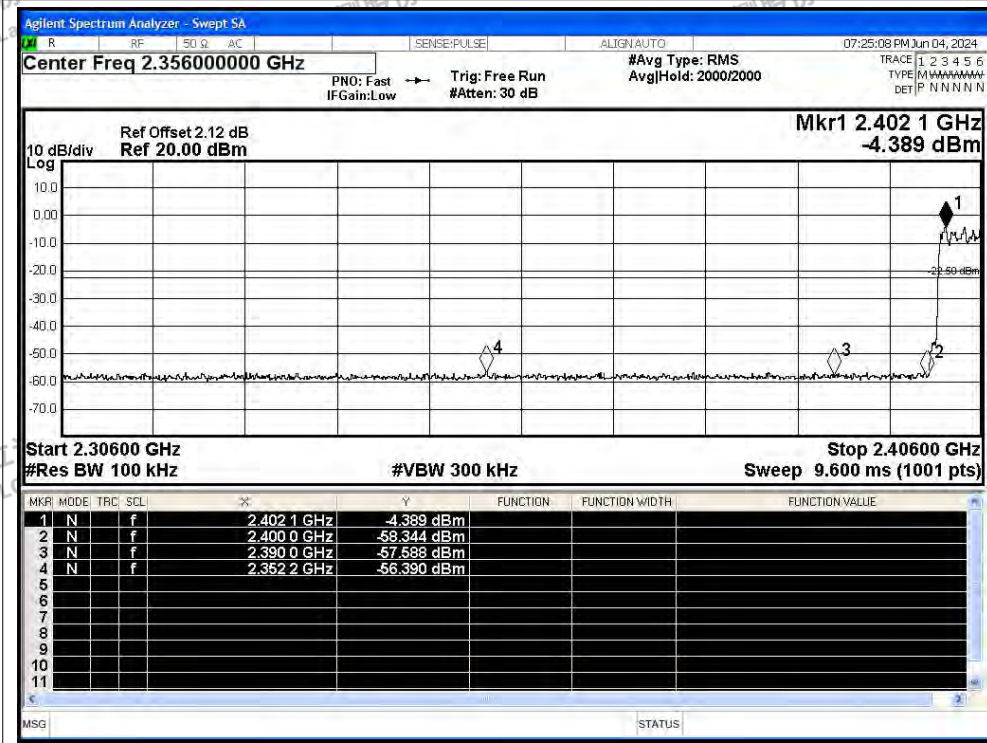 Agilent Spectrum Analyzer - Swept SA
LXI R RF 50 Ω AC SENSE:PULSE ALIGNAUTO 07:25:08 PM Jun 04, 2024
Center Freq 2.356000000 GHz
PNO: Fast
IFGain:Low
Trig: Free Run
#Atten: 30 dB
#Avg Type: RMS
Avg|Hold: 2000/2000
TRACE 1 2 3 4 5 6
TYPE M WWWWW
DET P N N N N N
Mkr1 2.402 1 GHz
-4.389 dBm
Ref Offset 2.12 dB
10 dB/div Ref 20.00 dBm
Log
10.0
0.00
-10.0
-20.0
-30.0
-40.0
-50.0
-60.0
-70.0
1
-22.50 dBm
4
3
2
Start 2.30600 GHz Stop 2.40600 GHz
#Res BW 100 kHz #VBW 300 kHz Sweep 9.600 ms (1001 pts)
MKR MODE TRC SCL X Y FUNCTION FUNCTION WIDTH FUNCTION VALUE
1 N f 2.402 1 GHz -4.389 dBm
2 N f 2.400 0 GHz -58.344 dBm
3 N f 2.390 0 GHz -57.588 dBm
4 N f 2.352 2 GHz -56.390 dBm
5
6
7
8
9
10
11
MSG STATUS